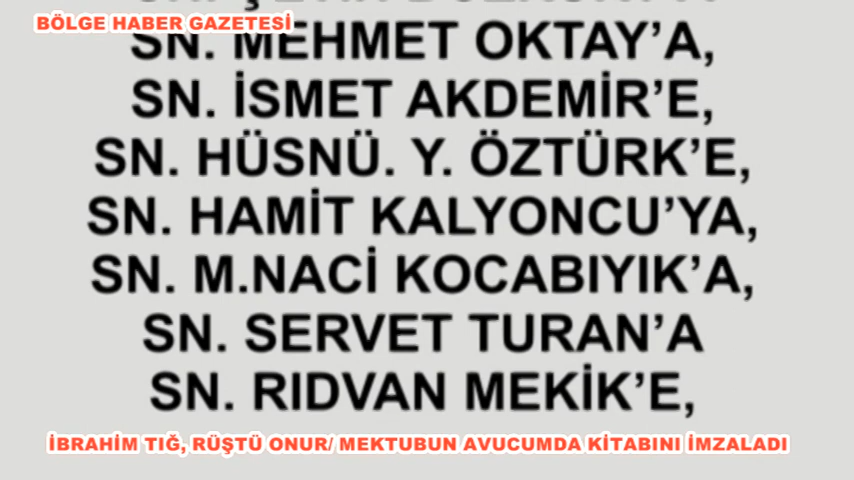 BÖLGE HABER GAZETESİ
SN. MEHMET OKTAY’A,
SN. İSMET AKDEMİR’E,
SN. HÜSNÜ. Y. ÖZTÜRK’E,
SN. HAMİT KALYONCU’YA,
SN. M.NACİ KOCABIYIK’A,
SN. SERVET TURAN’A
SN. RIDVAN MEKİK’E,
İBRAHİM TIĞ, RÜŞTÜ ONUR/ MEKTUBUN AVUCUMDA KİTABINI İMZALADI